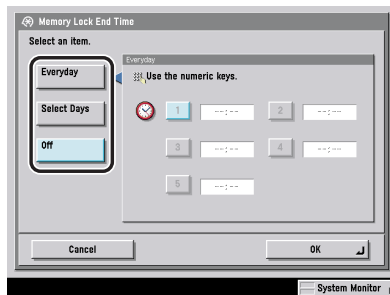 Memory Lock End Time
Select an item.
Everyday
Select Days
Off
Everyday
Use the numeric keys.
1 --:-- 2 --:--
3 --:-- 4 --:--
5 --:--
Cancel OK
System Monitor